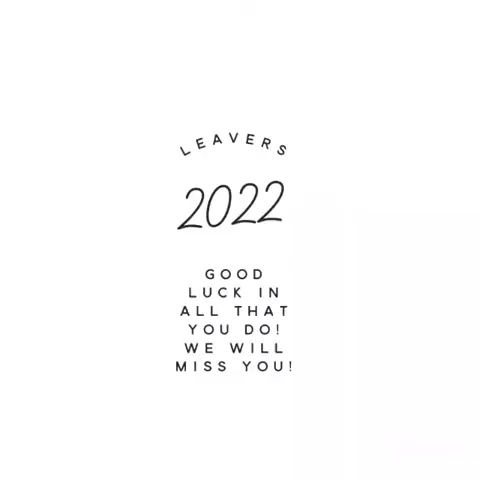 LEAVERS
2022
GOOD
LUCK IN
ALL THAT
YOU DO!
WE WILL
MISS YOU!